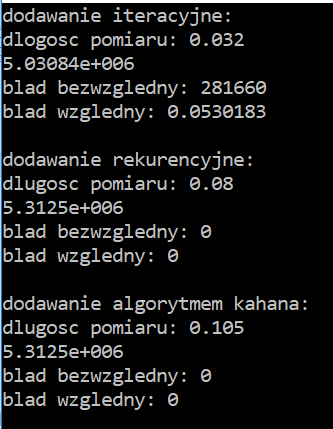 dodawanie iteracyjne:
dlogosc pomiaru: 0.032
5.03084e+006
blad bezwzgledny: 281660
blad wzgledny: 0.0530183
dodawanie rekurencyjne:
dlugosc pomiaru: 0.08
5.3125e+006
blad bezwzgledny: 0
blad wzgledny: 0
dodawanie algorytmem kahana:
dlugosc pomiaru: 0.105
5.3125e+006
blad bezwzgledny: 0
blad wzgledny: 0